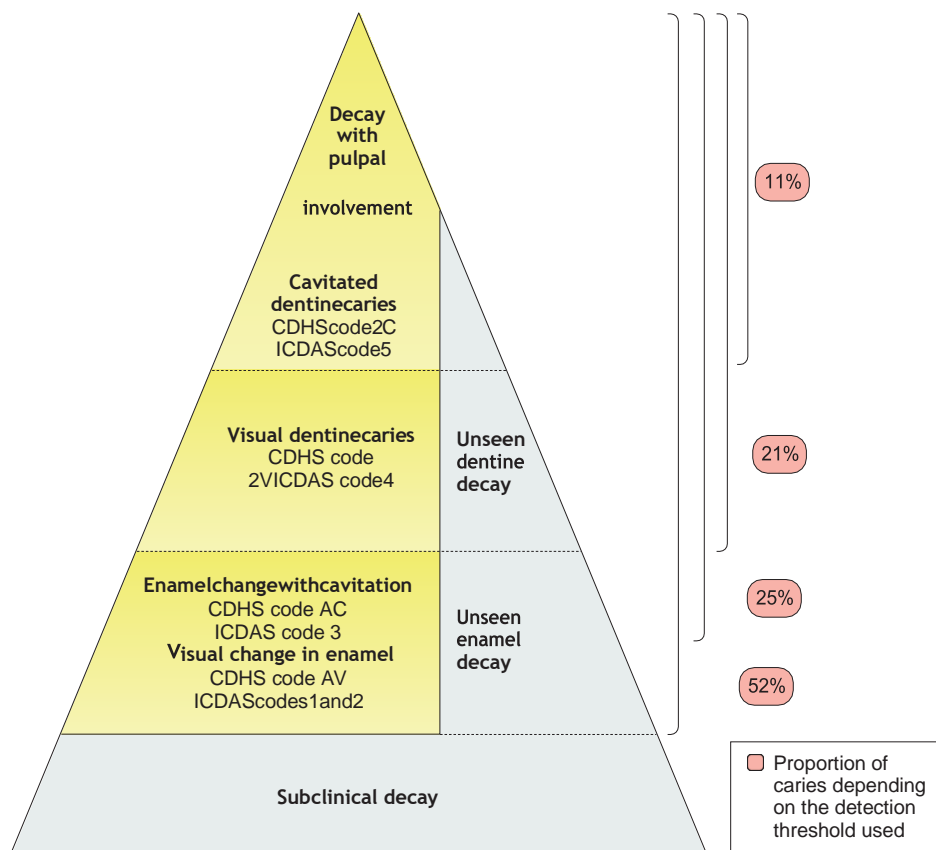 Decay
with
pulpal
involvement
Cavitated
dentinecaries
CDHScode2C
ICDAScode5
Visual dentinecaries
CDHS code
2VICDAS code4
Unseen
dentine
decay
Enamelchangewithcavitation
CDHS code AC
ICDAS code 3
Visual change in enamel
CDHS code AV
ICDAScodes1and2
Unseen
enamel
decay
Subclinical decay
11%
21%
25%
52%
Proportion of
caries depending
on the detection
threshold used